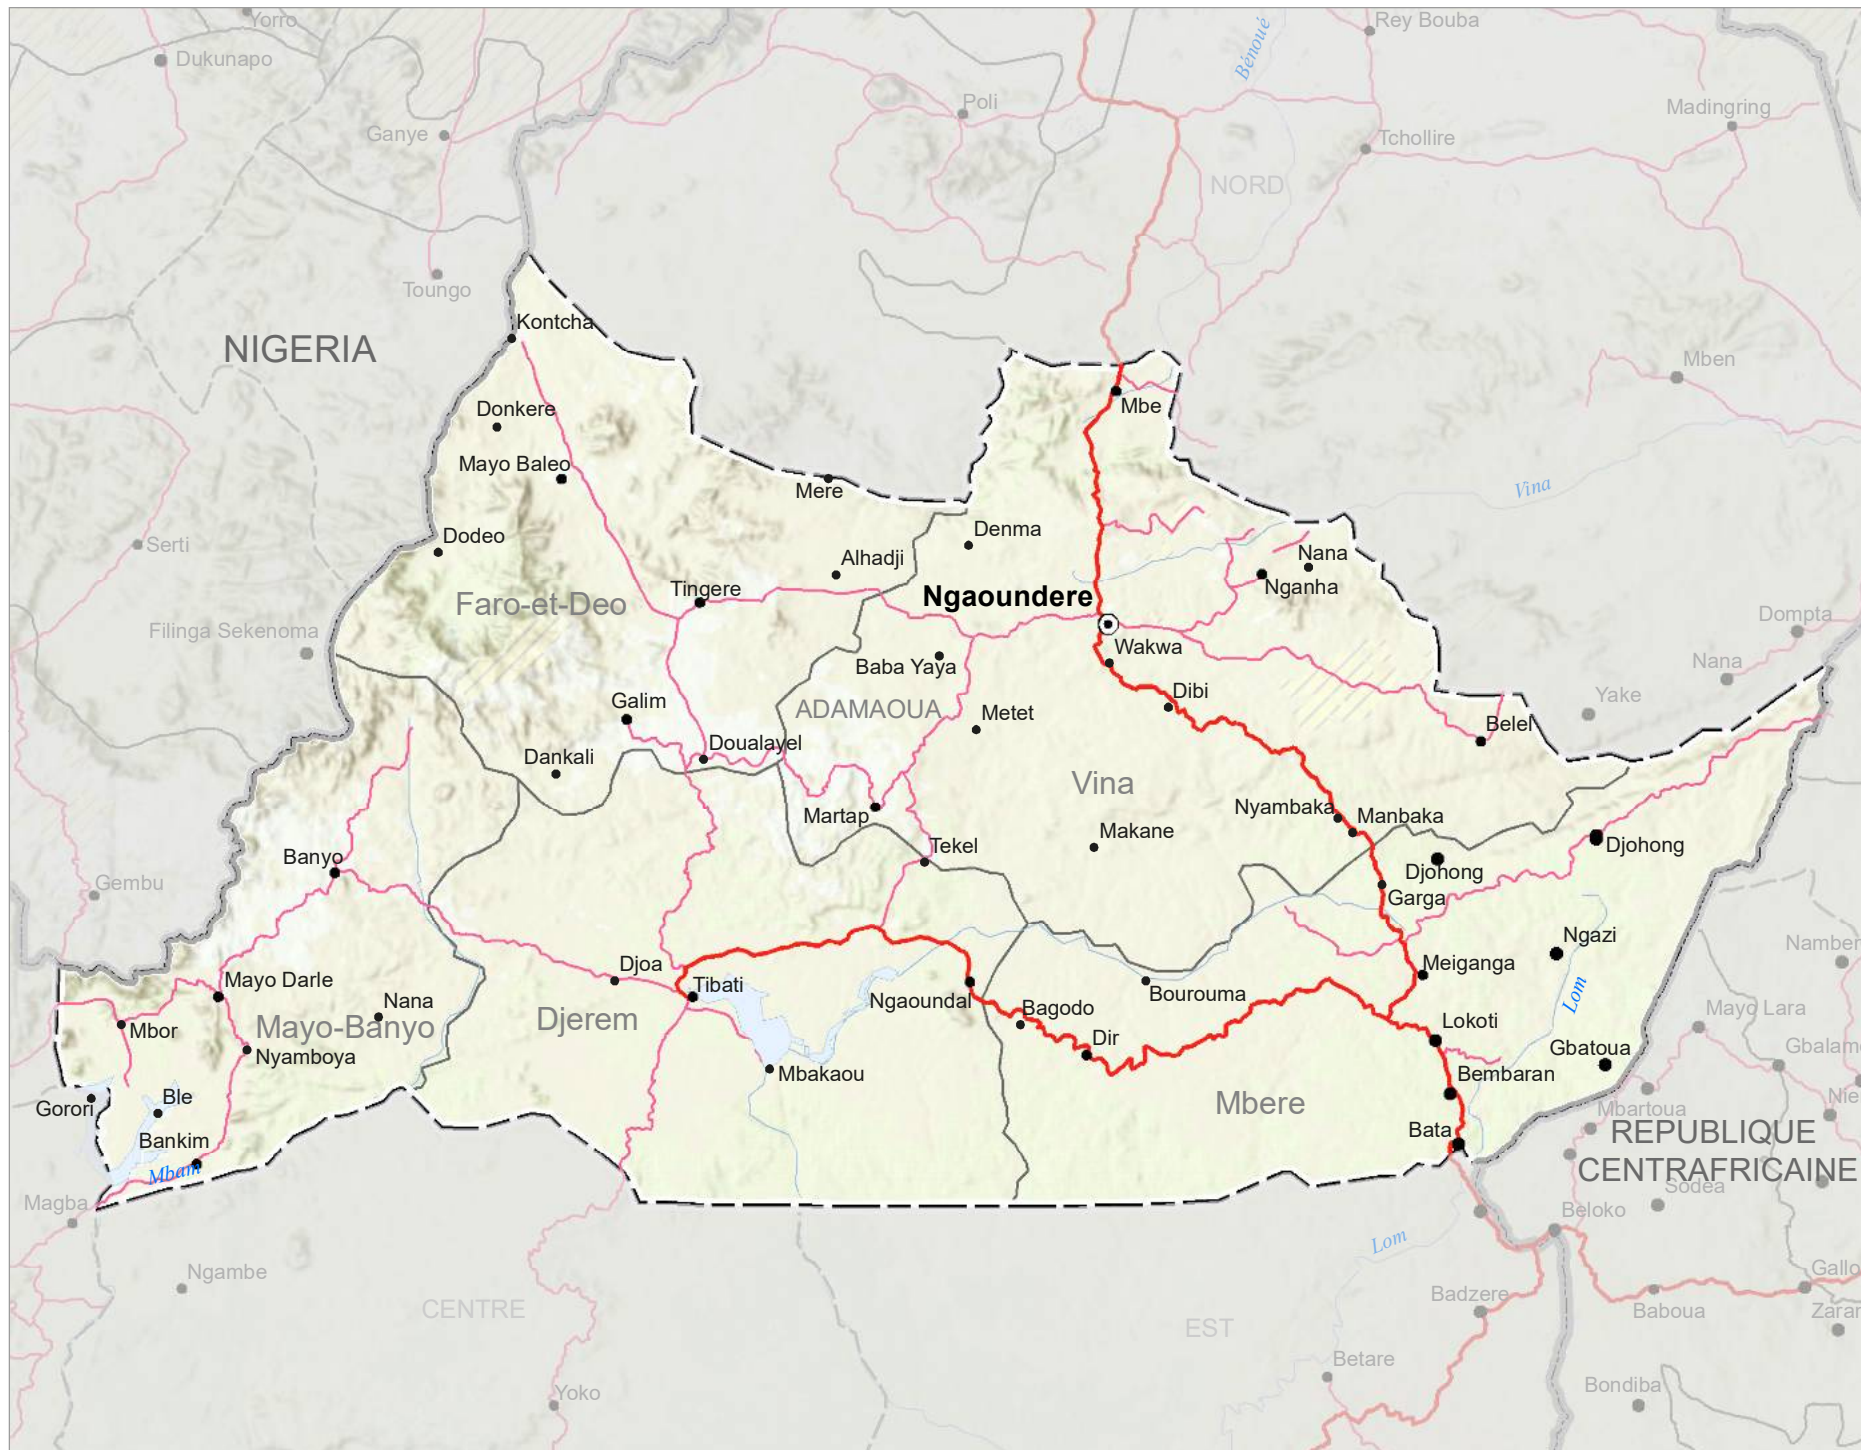 Yorro
Rey Bouba
Dukunapo
Bénoué
Poli
Madingring
Ganye
Tchollire
NORD
Toungo
Kontcha
NIGERIA
Mben
Donkere
Mbe
Mayo Baleo
Mere
Vina
Dodeo
Denma
Serti
Alhadji
Nana
Tingere
Nganha
Faro-et-Deo
Ngaoundere
Dompta
Filinga Sekenoma
Wakwa
Baba Yaya
Nana
Dibi
Galim
ADAMAOUA
Metet
Yake
Belel
Doualayel
Dankali
Vina
Martap
Nyambaka
Manbaka
Makane
Tekel
Djohong
Banyo
Djohong
Gembu
Garga
Ngazi
Namber
Djoa
Meiganga
Mayo Darle
Tibati
Ngaoundal
Bourouma
Lom
Nana
Bagodo
Mayo Lara
Mbor
Mayo-Banyo
Djerem
Lokoti
Dir
Nyamboya
Gbatoua
Gbalam
Mbakaou
Bembaran
Ble
Nie
Gorori
Mbere
Mbartoua
Bata
REPUBLIQUE
CENTRAFRICAINE
Bankim
Mbam
Sodea
Magba
Beloko
Lom
Ngambe
Gallo
Badzere
CENTRE
Baboua
Zarar
EST
Betare
Yoko
Bondiba